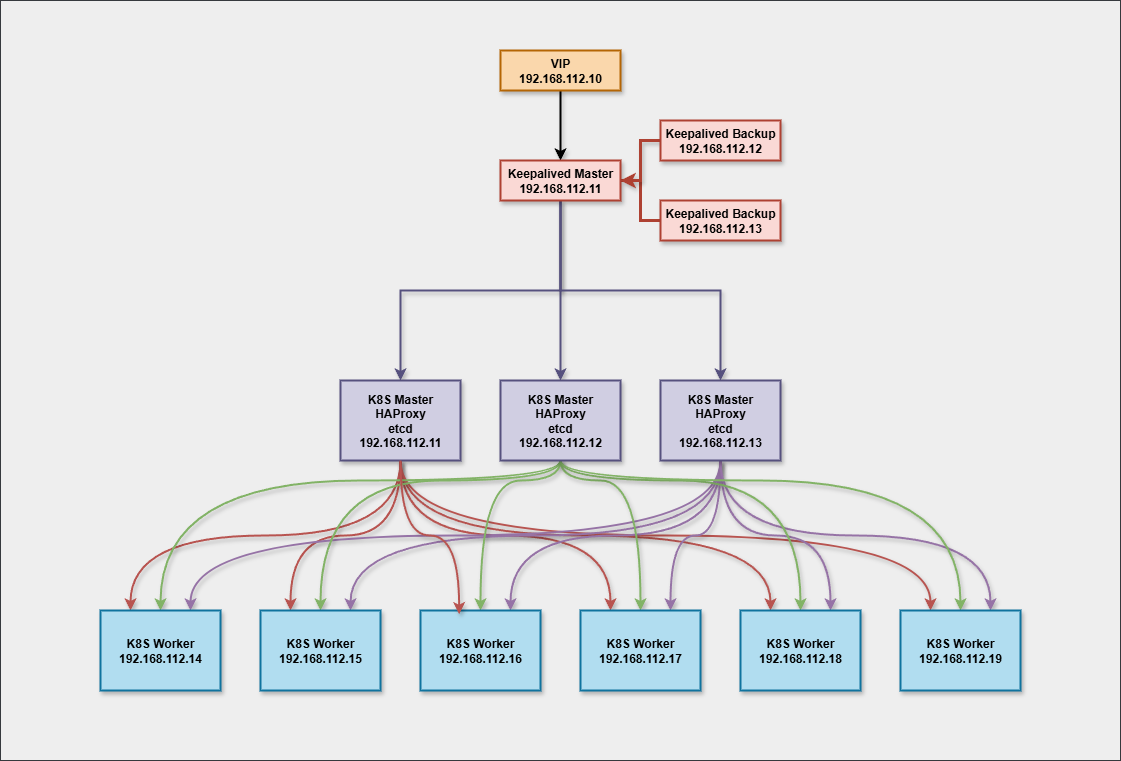 VIP
192.168.112.10
Keepalived Backup
192.168.112.12
Keepalived Master
192.168.112.11
Keepalived Backup
192.168.112.13
K8S Master
HAProxy
etcd
192.168.112.11
K8S Master
HAProxy
etcd
192.168.112.12
K8S Master
HAProxy
etcd
192.168.112.13
K8S Worker
192.168.112.14
K8S Worker
192.168.112.15
K8S Worker
192.168.112.16
K8S Worker
192.168.112.17
K8S Worker
192.168.112.18
K8S Worker
192.168.112.19